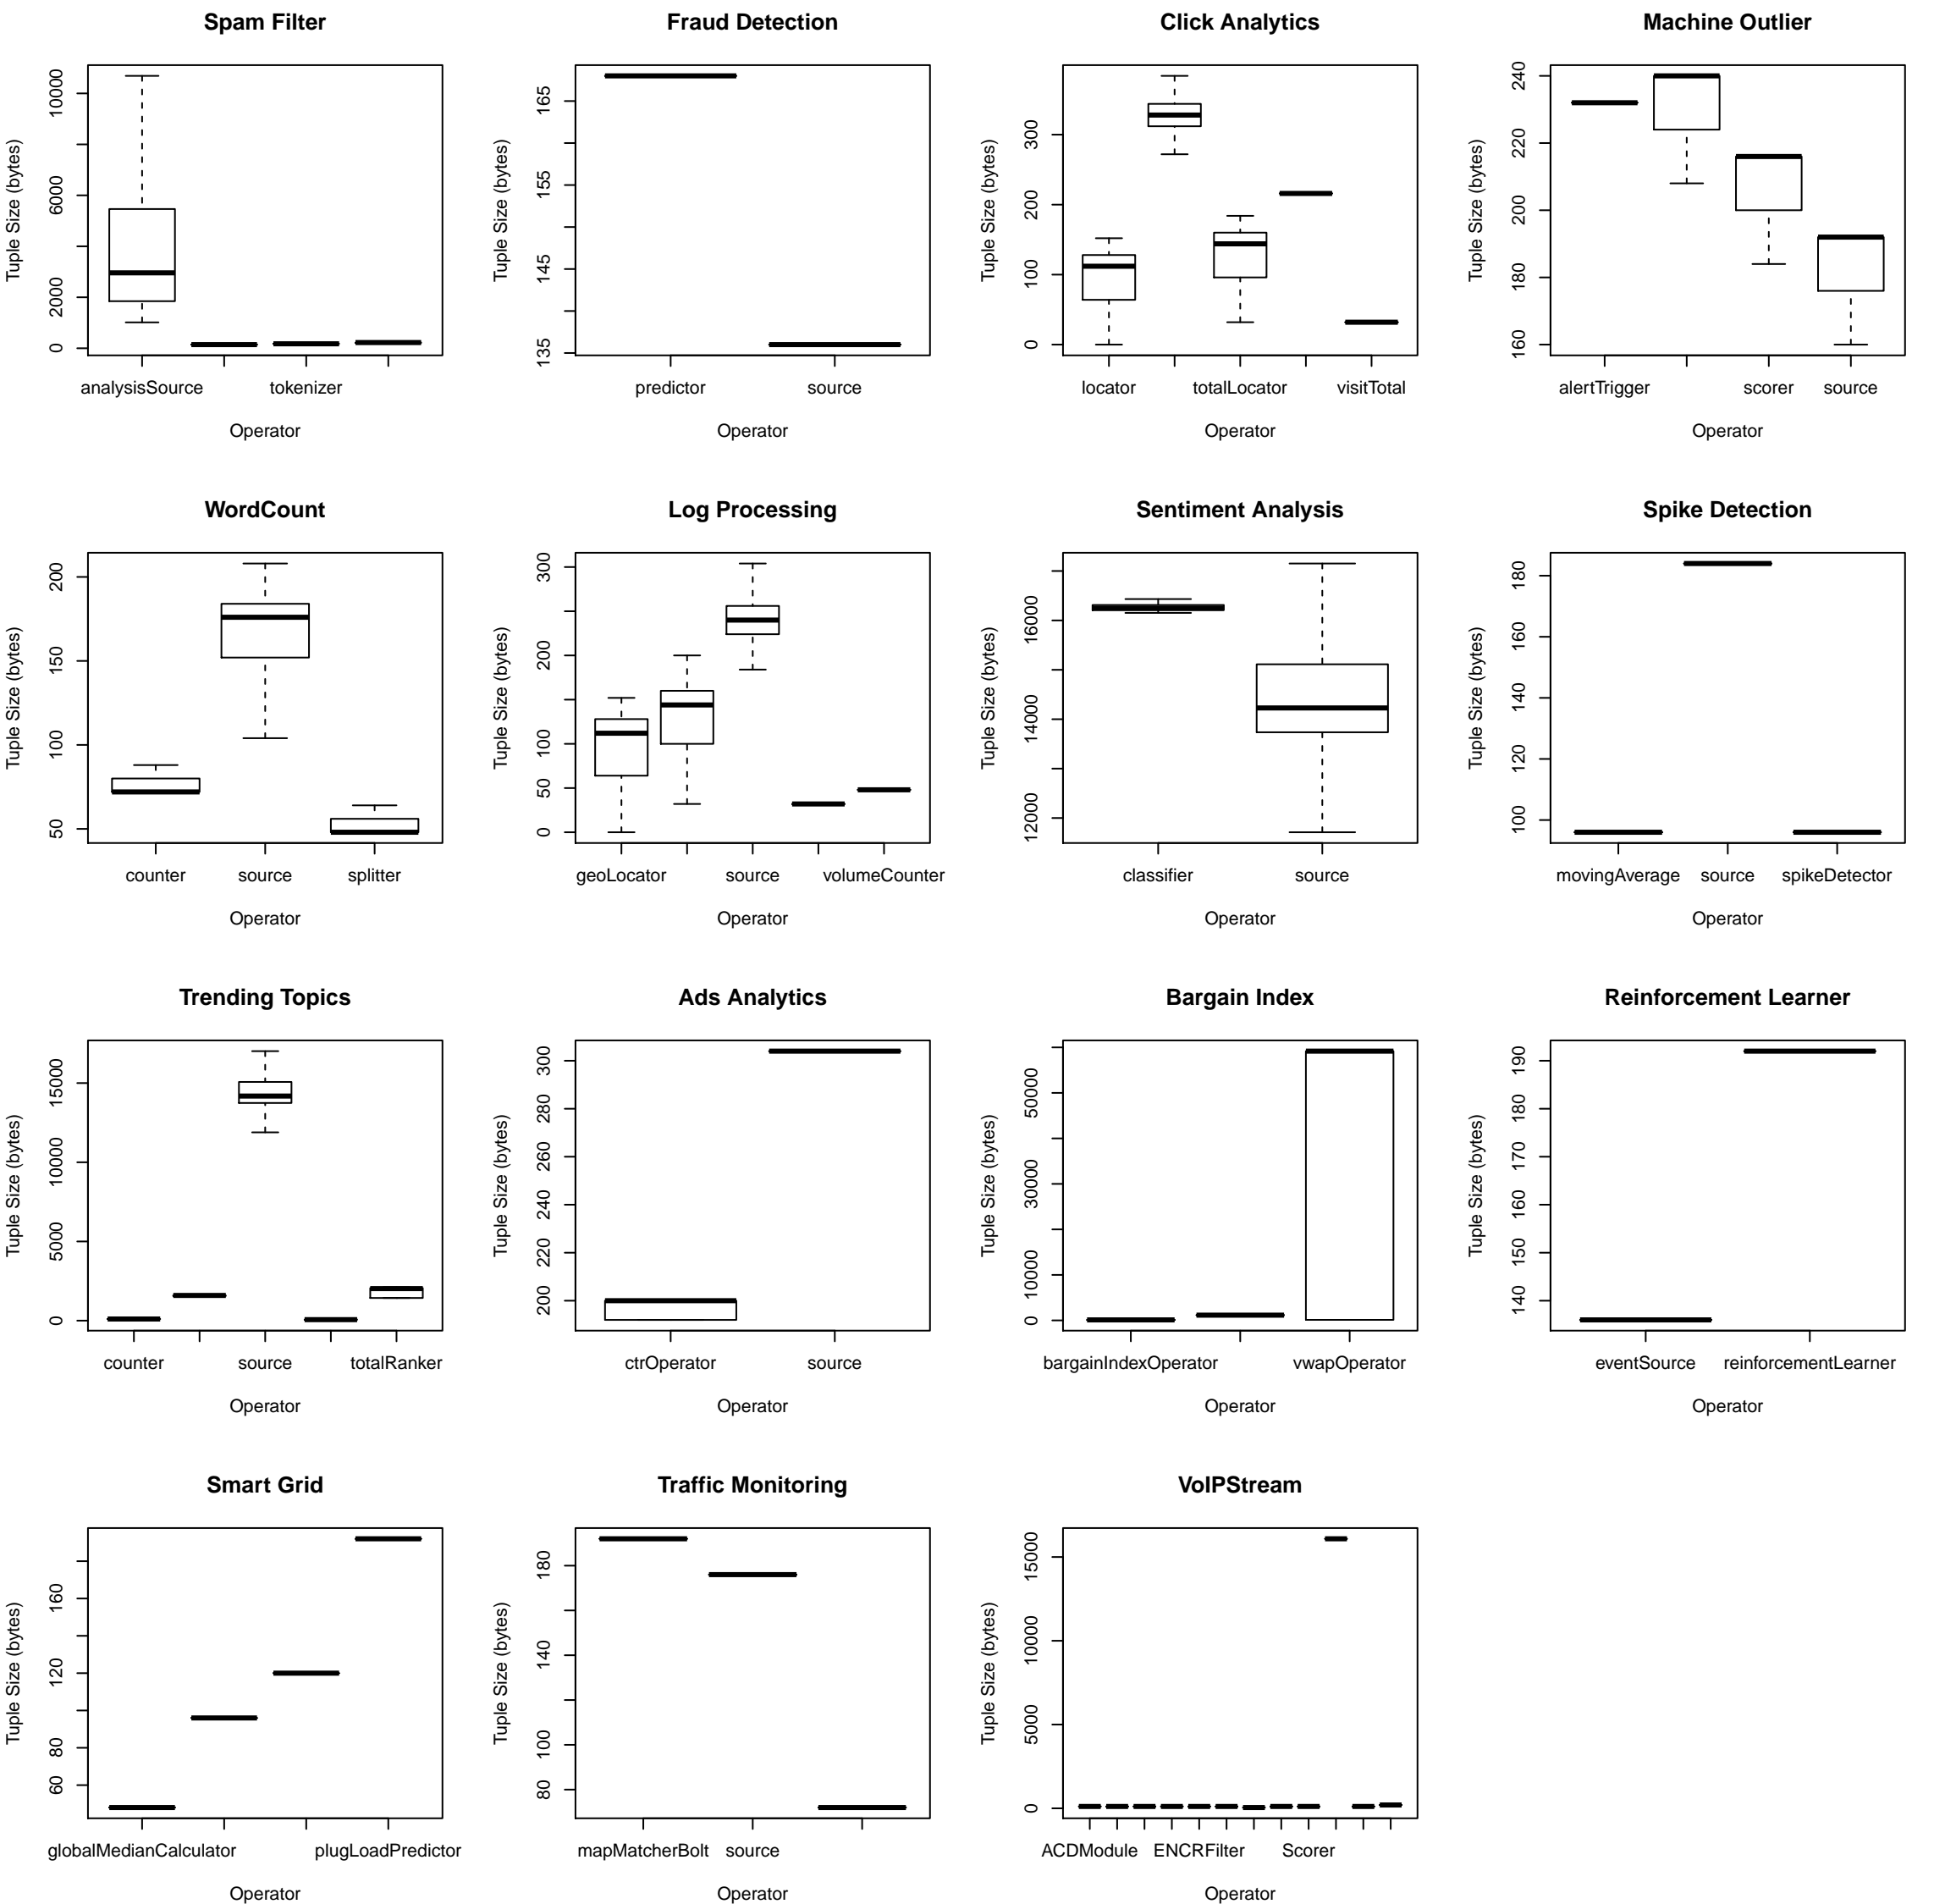 Spam Filter
Tuple Size (bytes)
0 2000 6000 10000
analysisSource tokenizer
Operator
Fraud Detection
Tuple Size (bytes)
135 145 155 165
predictor source
Operator
Click Analytics
Tuple Size (bytes)
0 100 200 300
locator totalLocator visitTotal
Operator
Machine Outlier
Tuple Size (bytes)
160 180 200 220 240
alertTrigger scorer source
Operator
WordCount
Tuple Size (bytes)
50 100 150 200
counter source splitter
Operator
Log Processing
Tuple Size (bytes)
0 50 100 200 300
geoLocator source volumeCounter
Operator
Sentiment Analysis
Tuple Size (bytes)
12000 14000 16000
classifier source
Operator
Spike Detection
Tuple Size (bytes)
100 120 140 160 180
movingAverage source spikeDetector
Operator
Trending Topics
Tuple Size (bytes)
0 5000 10000 15000
counter source totalRanker
Operator
Ads Analytics
Tuple Size (bytes)
200 220 240 260 280 300
ctrOperator source
Operator
Bargain Index
Tuple Size (bytes)
0 10000 30000 50000
bargainIndexOperator vwapOperator
Operator
Reinforcement Learner
Tuple Size (bytes)
140 150 160 170 180 190
eventSource reinforcementLearner
Operator
Smart Grid
Tuple Size (bytes)
60 80 120 160
globalMedianCalculator plugLoadPredictor
Operator
Traffic Monitoring
Tuple Size (bytes)
80 100 140 180
mapMatcherBolt source
Operator
VoIPStream
Tuple Size (bytes)
0 5000 10000 15000
ACDModule ENCRFilter Scorer
Operator